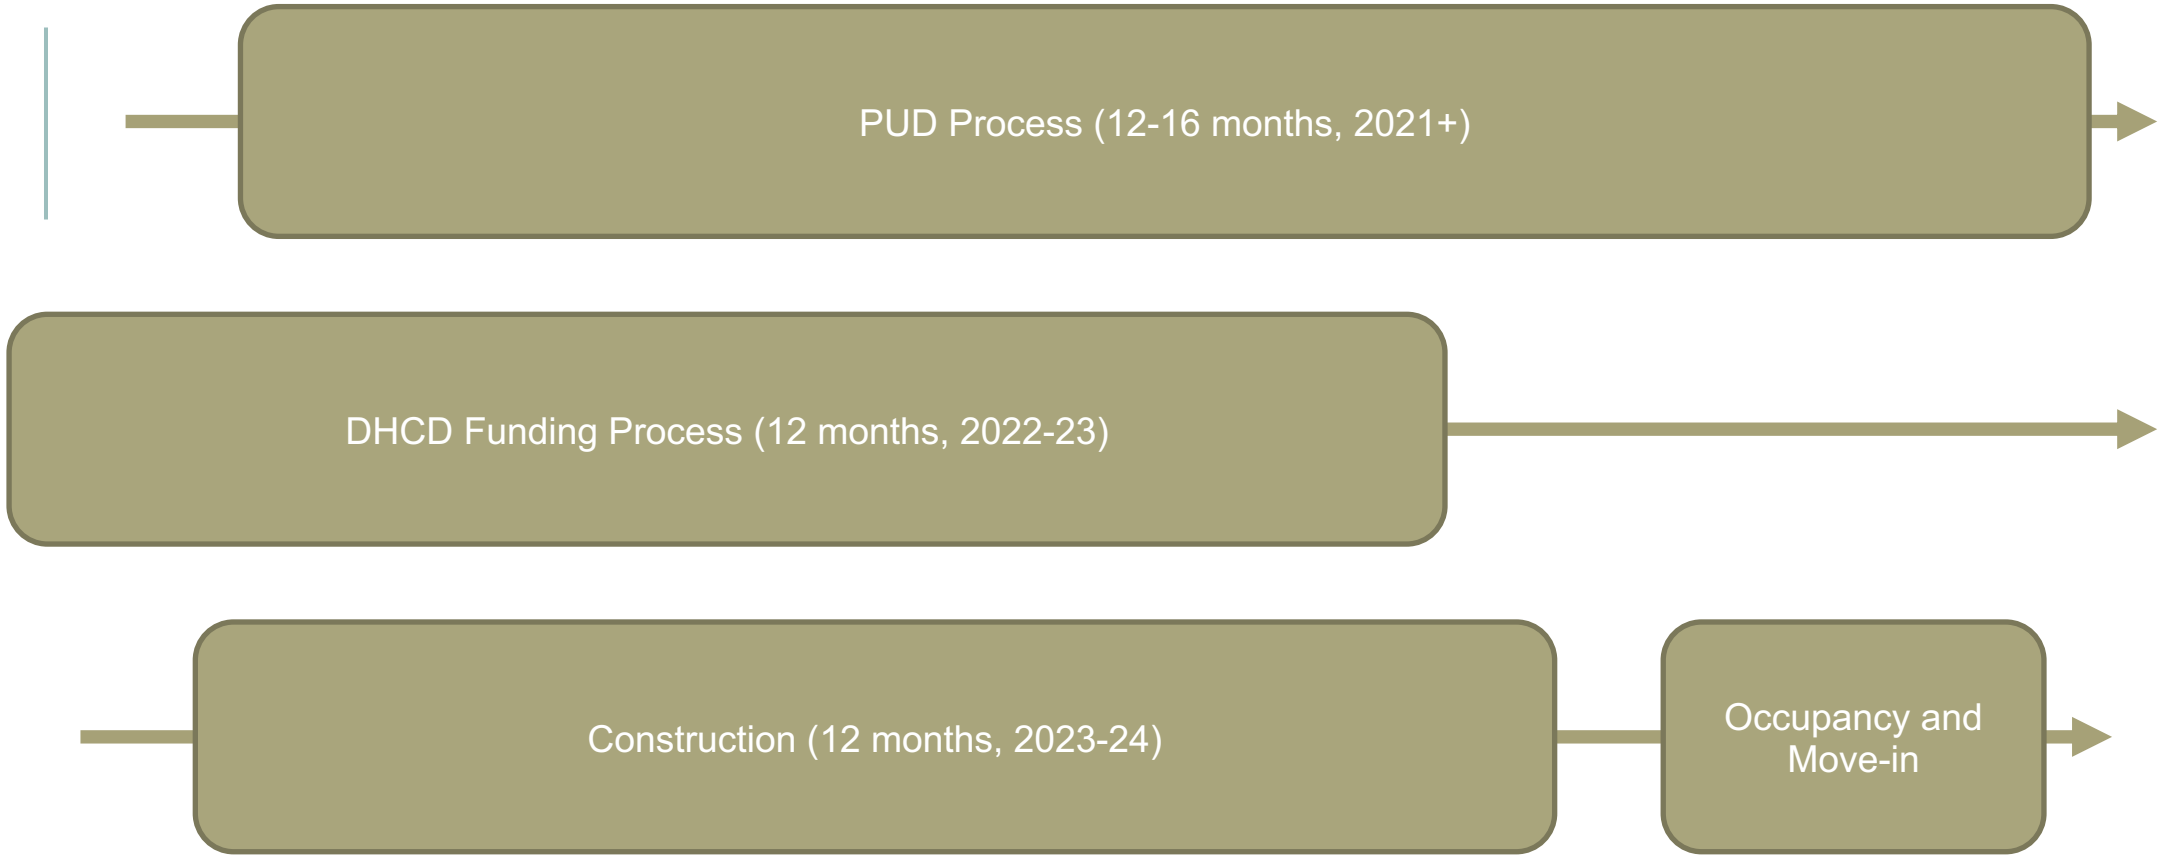 PUD Process (12-16 months, 2021+)
DHCD Funding Process (12 months, 2022-23)
Construction (12 months, 2023-24)
Occupancy and
Move-in